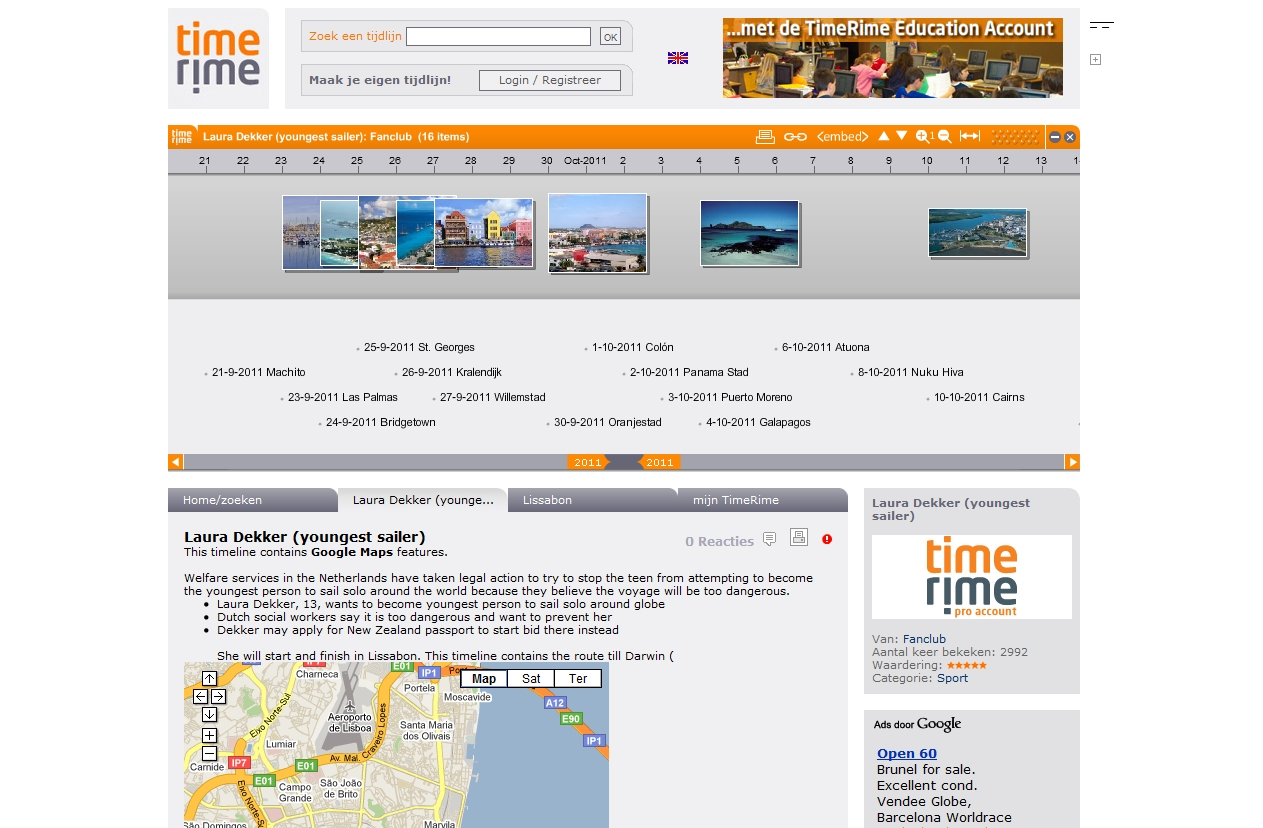 time
rime
Zoek een tijdlijn
OK
Maak je eigen tijdlijn!
Login / Registreer
...met de TimeRime Education Account
time
rime
Laura Dekker (youngest sailer): Fanclub (16 items)
<embed>
1
21 22 23 24 25 26 27 28 29 30 Oct-2011 2 3 4 5 6 7 8 9 10 11 12 13
25-9-2011 St. Georges
1-10-2011 Colón
6-10-2011 Atuona
21-9-2011 Machito
26-9-2011 Kralendijk
2-10-2011 Panama Stad
8-10-2011 Nuku Hiva
23-9-2011 Las Palmas
27-9-2011 Willemstad
3-10-2011 Puerto Moreno
10-10-2011 Cairns
24-9-2011 Bridgetown
30-9-2011 Oranjestad
4-10-2011 Galapagos
2011 2011
Home/zoeken
Laura Dekker (younge...
Lissabon
mijn TimeRime
Laura Dekker (youngest sailer)
0 Reacties
This timeline contains Google Maps features.
Welfare services in the Netherlands have taken legal action to try to stop the teen from attempting to become
the youngest person to sail solo around the world because they believe the voyage will be too dangerous.
Laura Dekker, 13, wants to become youngest person to sail solo around globe
Dutch social workers say it is too dangerous and want to prevent her
Dekker may apply for New Zealand passport to start bid there instead
She will start and finish in Lissabon. This timeline contains the route till Darwin (
Map
Sat
Ter
Charneca
E01
IP1
Portela
Moscavide
A12
E90
IP1
Aeroporto
de Lisboa
Santa Maria
dos Olivais
Eixo Norte-Sul
Lumiar
Av. Mal. Craveiro Lopes
Carnide
IP7
E01
E01
Campo
Grande
São João
de Brito
Eixo Norte-Sul
São Domingos
Marvila
Laura Dekker (youngest
sailer)
time
rime
pro account
Van: Fanclub
Aantal keer bekeken: 2992
Waardering:
Categorie: Sport
Ads door Google
Open 60
Brunel for sale.
Excellent cond.
Vendee Globe,
Barcelona Worldrace